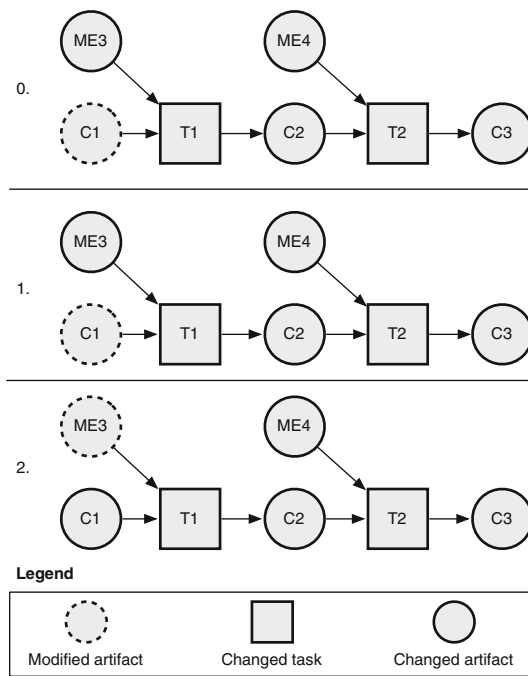 ME3 ME4
0.
C1 T1 C2 T2 C3
ME3 ME4
1.
C1 T1 C2 T2 C3
ME3 ME4
2.
C1 T1 C2 T2 C3
Legend
Modified artifact Changed task Changed artifact